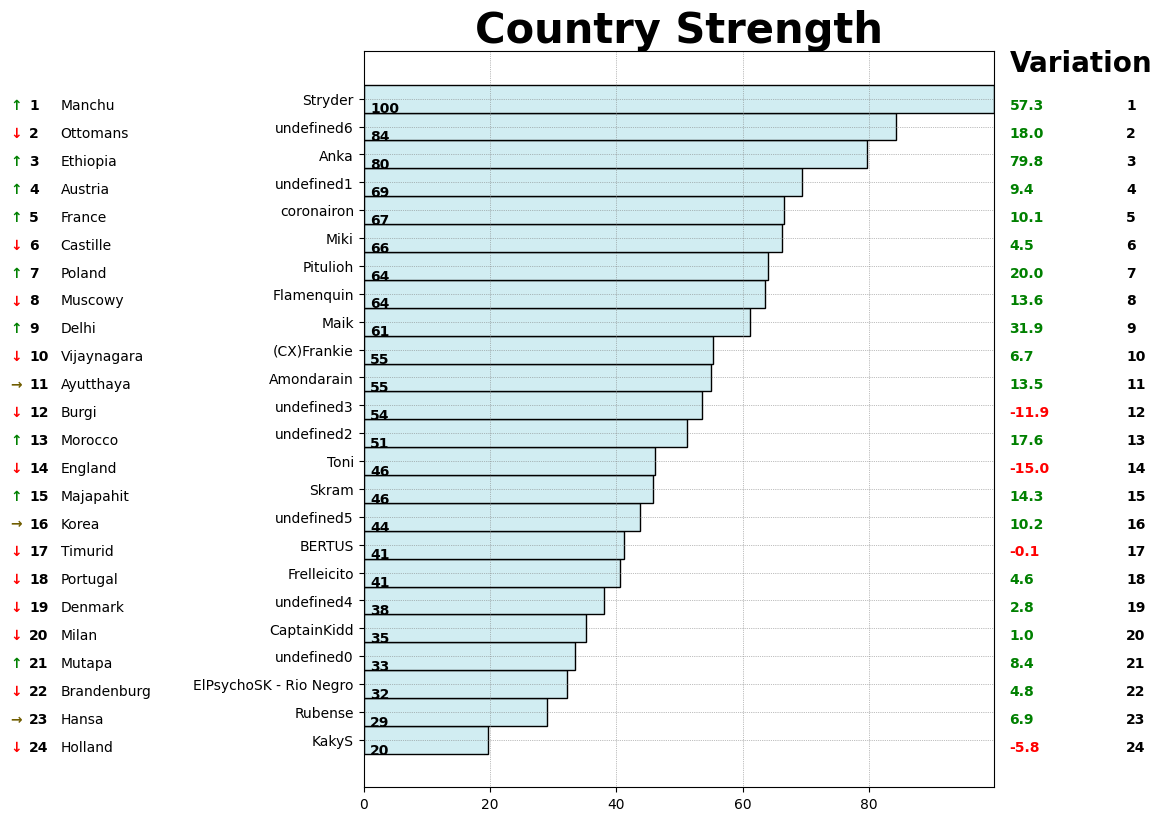 Country Strength
Variation
↑ 1 Manchu Stryder 100 57.3 1
↓ 2 Ottomans undefined6 84 18.0 2
↑ 3 Ethiopia Anka 80 79.8 3
↑ 4 Austria undefined1 69 9.4 4
↑ 5 France coronairon 67 10.1 5
↓ 6 Castille Miki 66 4.5 6
↑ 7 Poland Pitulioh 64 20.0 7
↓ 8 Muscowy Flamenquin 64 13.6 8
↑ 9 Delhi Maik 61 31.9 9
↓ 10 Vijaynagara (CX)Frankie 55 6.7 10
→ 11 Ayutthaya Amondarain 55 13.5 11
↓ 12 Burgi undefined3 54 -11.9 12
↑ 13 Morocco undefined2 51 17.6 13
↓ 14 England Toni 46 -15.0 14
↑ 15 Majapahit Skram 46 14.3 15
→ 16 Korea undefined5 44 10.2 16
↓ 17 Timurid BERTUS 41 -0.1 17
↓ 18 Portugal Frelleicito 41 4.6 18
↓ 19 Denmark undefined4 38 2.8 19
↓ 20 Milan CaptainKidd 35 1.0 20
↑ 21 Mutapa undefined0 33 8.4 21
↓ 22 Brandenburg ElPsychoSK - Rio Negro 32 4.8 22
→ 23 Hansa Rubense 29 6.9 23
↓ 24 Holland KakyS 20 -5.8 24
0 20 40 60 80